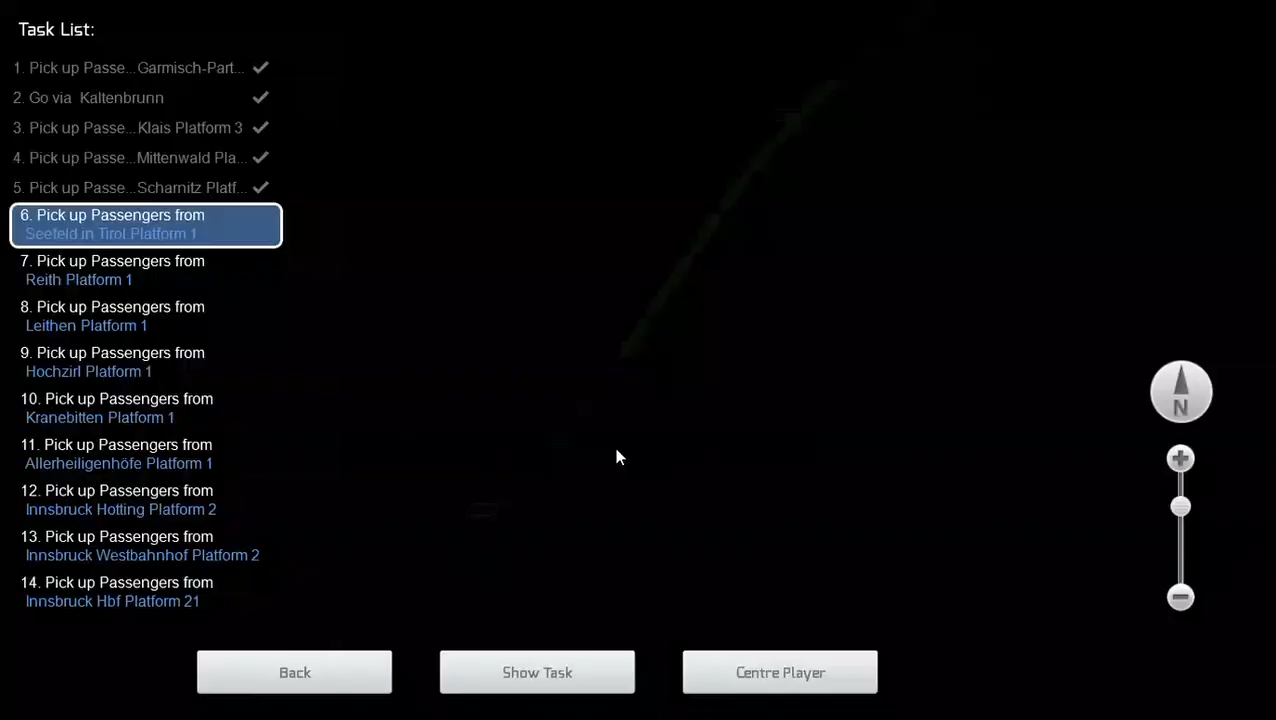 Task List:
1. Pick up Passe...Garmisch-Part...
2. Go via Kaltenbrunn
3. Pick up Passe...Klais Platform 3
4. Pick up Passe...Mittenwald Pla...
5. Pick up Passe...Scharnitz Platf...
6. Pick up Passengers from
Seefeld in Tirol Platform 1
7. Pick up Passengers from
Reith Platform 1
8. Pick up Passengers from
Leithen Platform 1
9. Pick up Passengers from
Hochzirl Platform 1
10. Pick up Passengers from
Kranebitten Platform 1
11. Pick up Passengers from
Allerheiligenhöfe Platform 1
12. Pick up Passengers from
Innsbruck Hotting Platform 2
13. Pick up Passengers from
Innsbruck Westbahnhof Platform 2
14. Pick up Passengers from
Innsbruck Hbf Platform 21
N
Back
Show Task
Centre Player